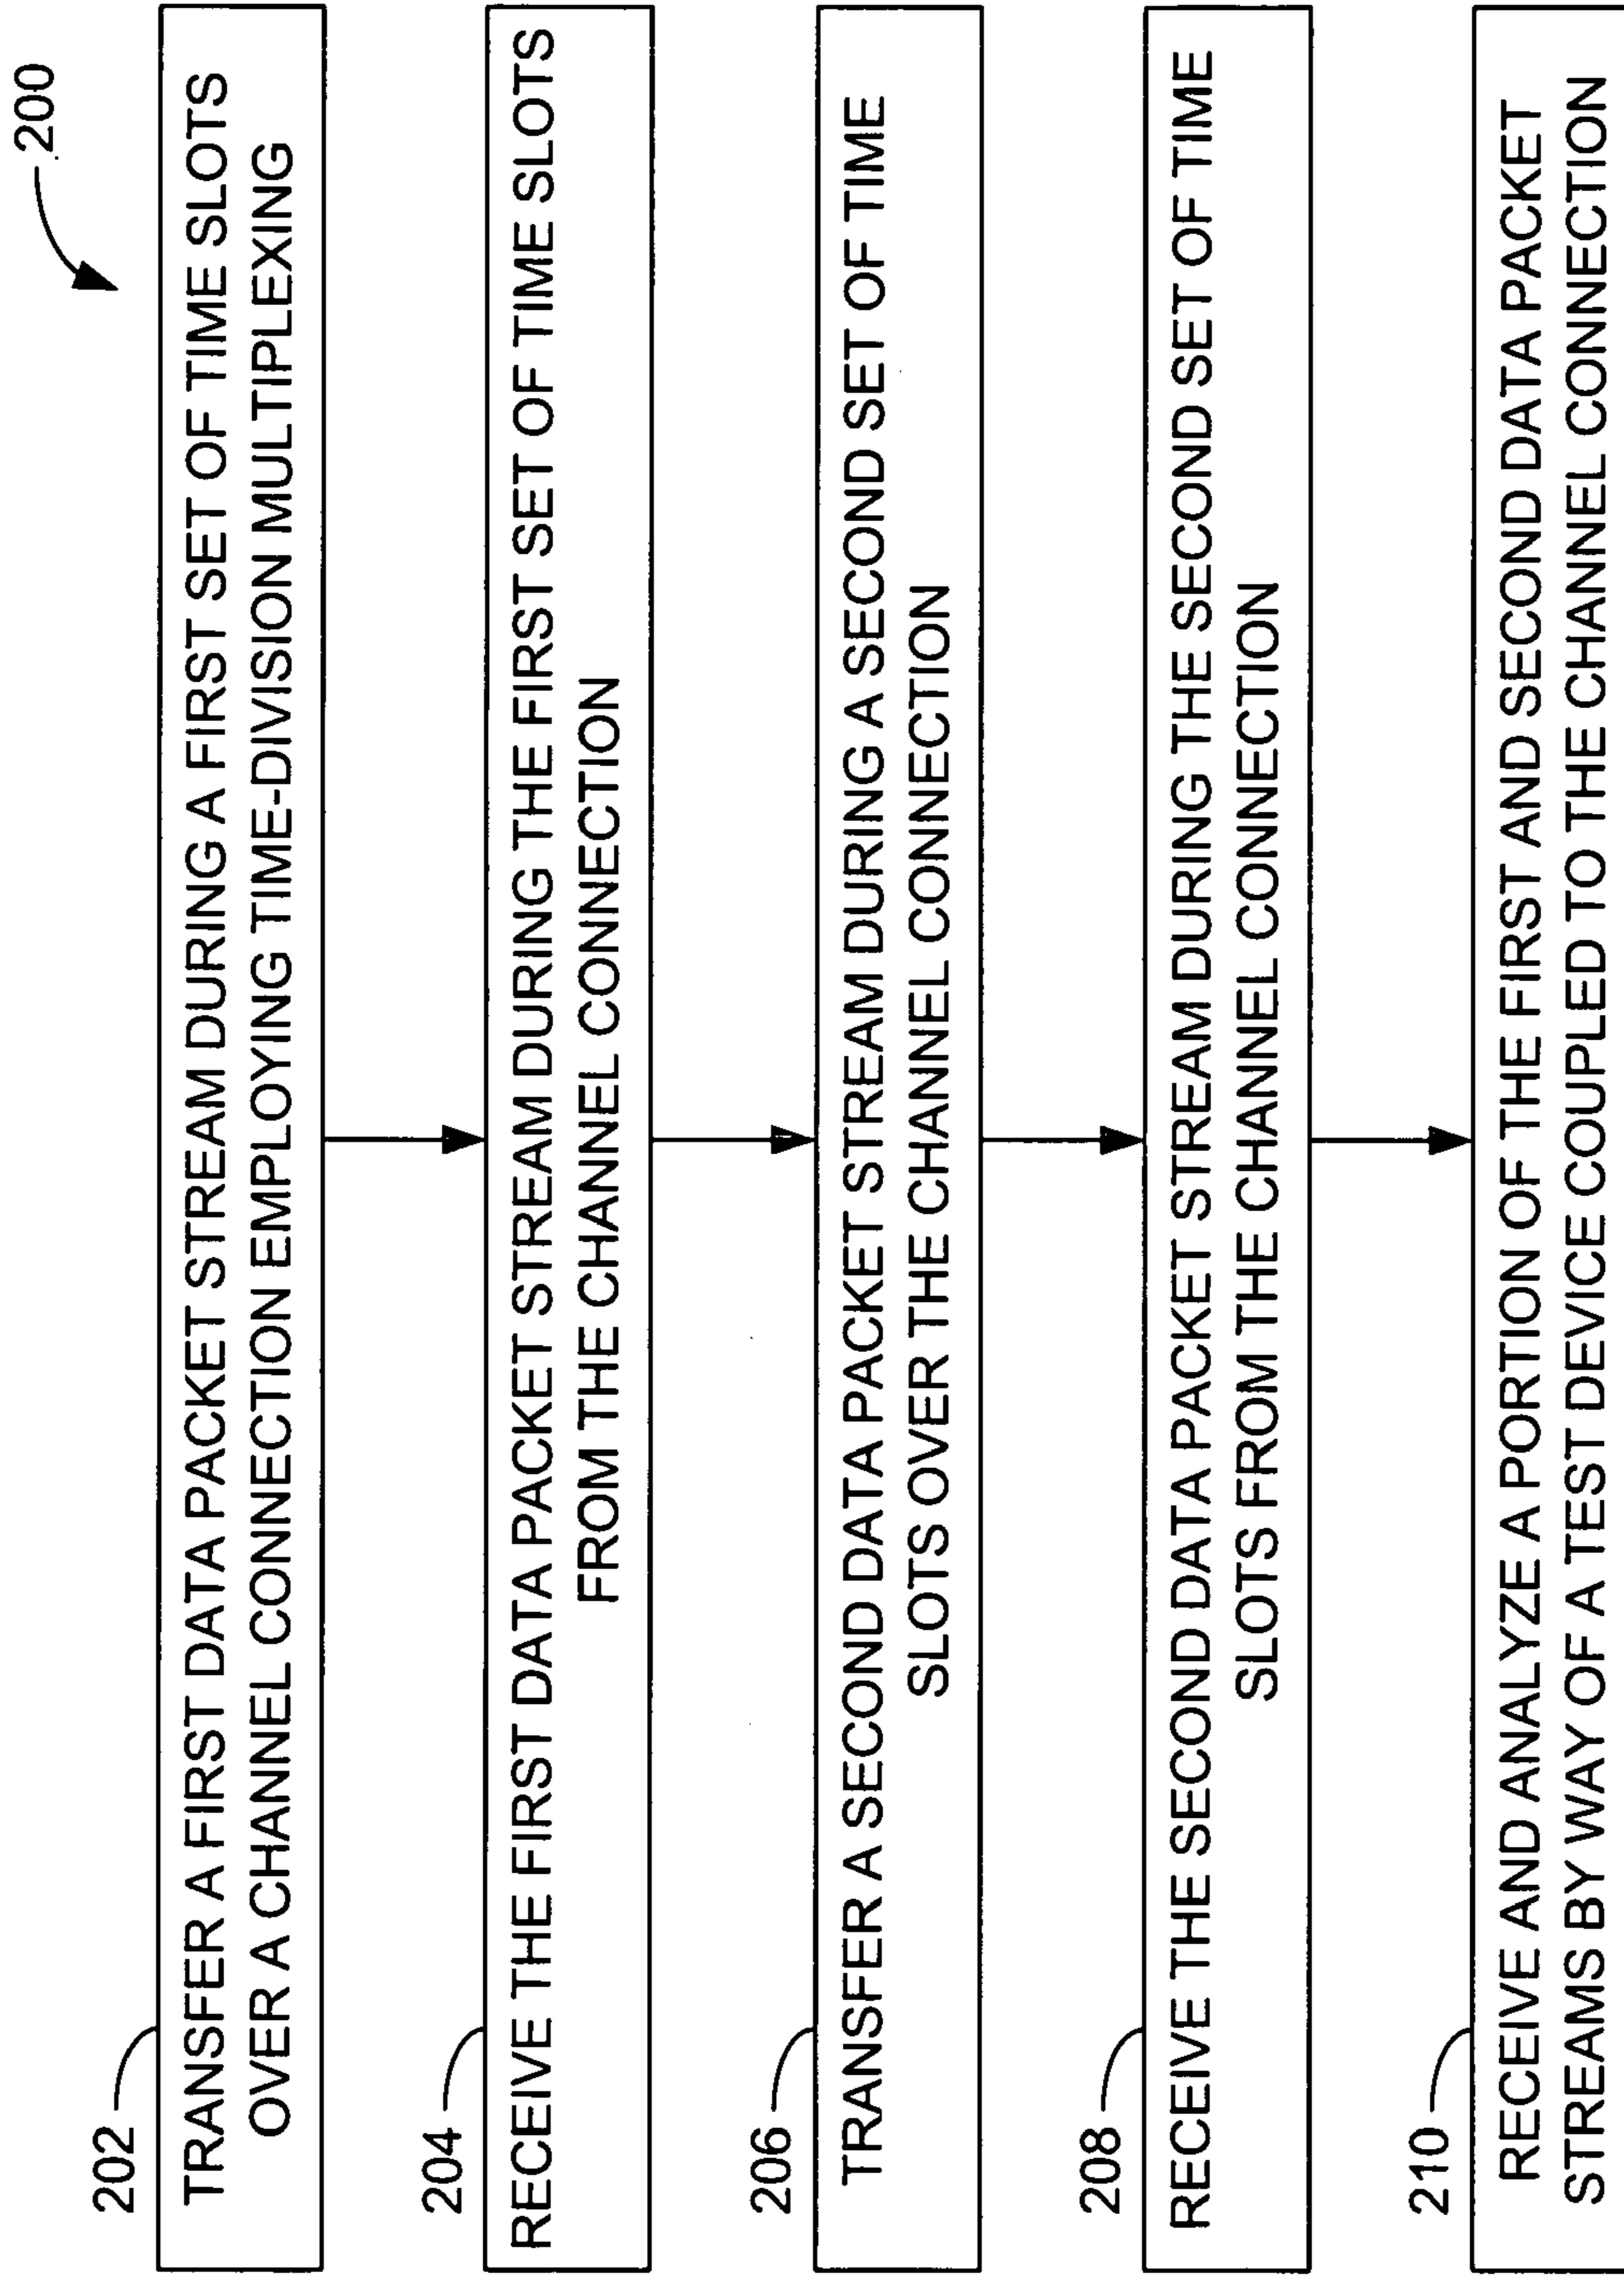 200
202
TRANSFER A FIRST DATA PACKET STREAM DURING A FIRST SET OF TIME SLOTS
OVER A CHANNEL CONNECTION EMPLOYING TIME-DIVISION MULTIPLEXING
204
RECEIVE THE FIRST DATA PACKET STREAM DURING THE FIRST SET OF TIME SLOTS
FROM THE CHANNEL CONNECTION
206
TRANSFER A SECOND DATA PACKET STREAM DURING A SECOND SET OF TIME
SLOTS OVER THE CHANNEL CONNECTION
208
RECEIVE THE SECOND DATA PACKET STREAM DURING THE SECOND SET OF TIME
SLOTS FROM THE CHANNEL CONNECTION
210
RECEIVE AND ANALYZE A PORTION OF THE FIRST AND SECOND DATA PACKET
STREAMS BY WAY OF A TEST DEVICE COUPLED TO THE CHANNEL CONNECTION